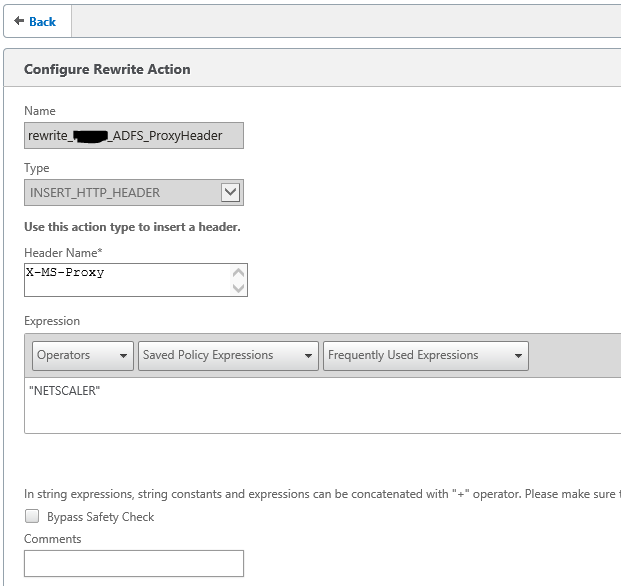 Back
Configure Rewrite Action
Name
rewrite_ _ADFS_ProxyHeader
Type
INSERT_HTTP_HEADER
Use this action type to insert a header.
Header Name*
X-MS-Proxy
Expression
Operators Saved Policy Expressions Frequently Used Expressions
"NETSCALER"
In string expressions, string constants and expressions can be concatenated with "+" operator. Please make sure
Bypass Safety Check
Comments